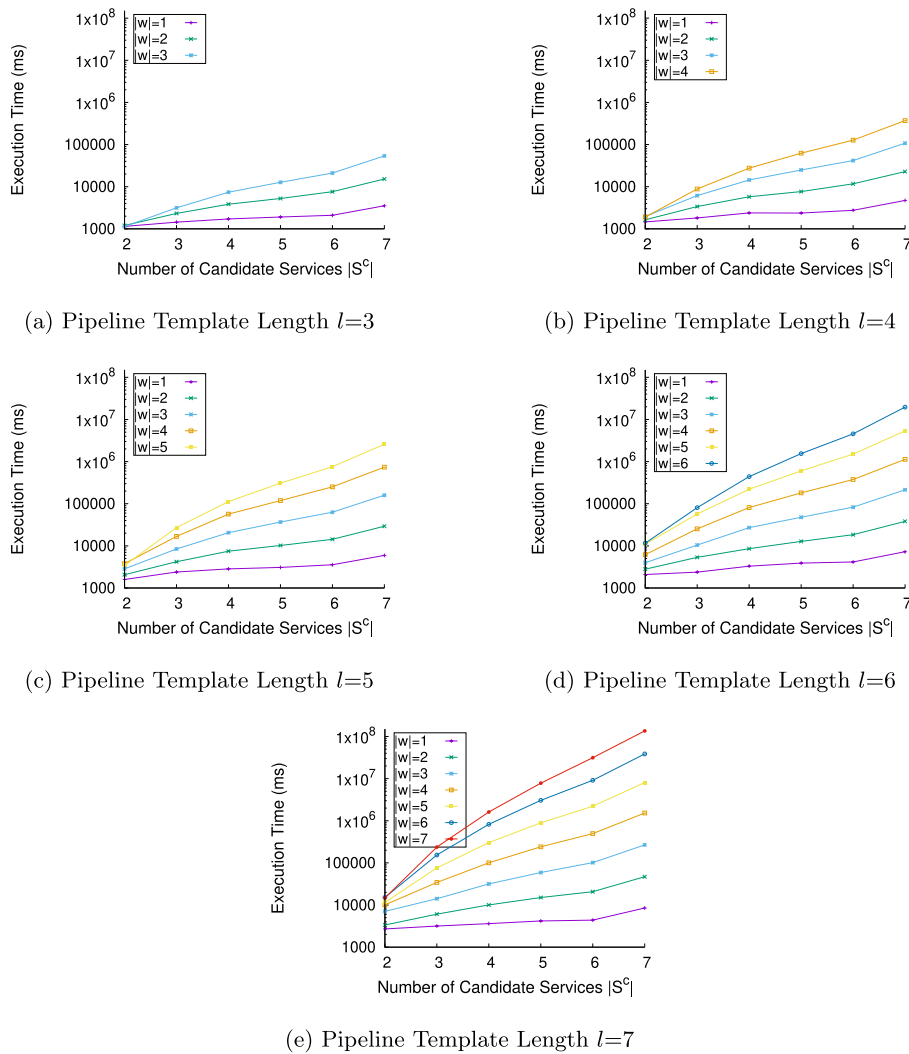 1x10^8
1x10^7
1x10^6
100000
10000
1000
Execution Time (ms)
|w|=1
|w|=2
|w|=3
2 3 4 5 6 7
Number of Candidate Services |S^c|
(a) Pipeline Template Length l=3
1x10^8
1x10^7
1x10^6
100000
10000
1000
Execution Time (ms)
|w|=1
|w|=2
|w|=3
|w|=4
2 3 4 5 6 7
Number of Candidate Services |S^c|
(b) Pipeline Template Length l=4
1x10^8
1x10^7
1x10^6
100000
10000
1000
Execution Time (ms)
|w|=1
|w|=2
|w|=3
|w|=4
|w|=5
2 3 4 5 6 7
Number of Candidate Services |S^c|
(c) Pipeline Template Length l=5
1x10^8
1x10^7
1x10^6
100000
10000
1000
Execution Time (ms)
|w|=1
|w|=2
|w|=3
|w|=4
|w|=5
|w|=6
2 3 4 5 6 7
Number of Candidate Services |S^c|
(d) Pipeline Template Length l=6
1x10^8
1x10^7
1x10^6
100000
10000
1000
Execution Time (ms)
|w|=1
|w|=2
|w|=3
|w|=4
|w|=5
|w|=6
|w|=7
2 3 4 5 6 7
Number of Candidate Services |S^c|
(e) Pipeline Template Length l=7